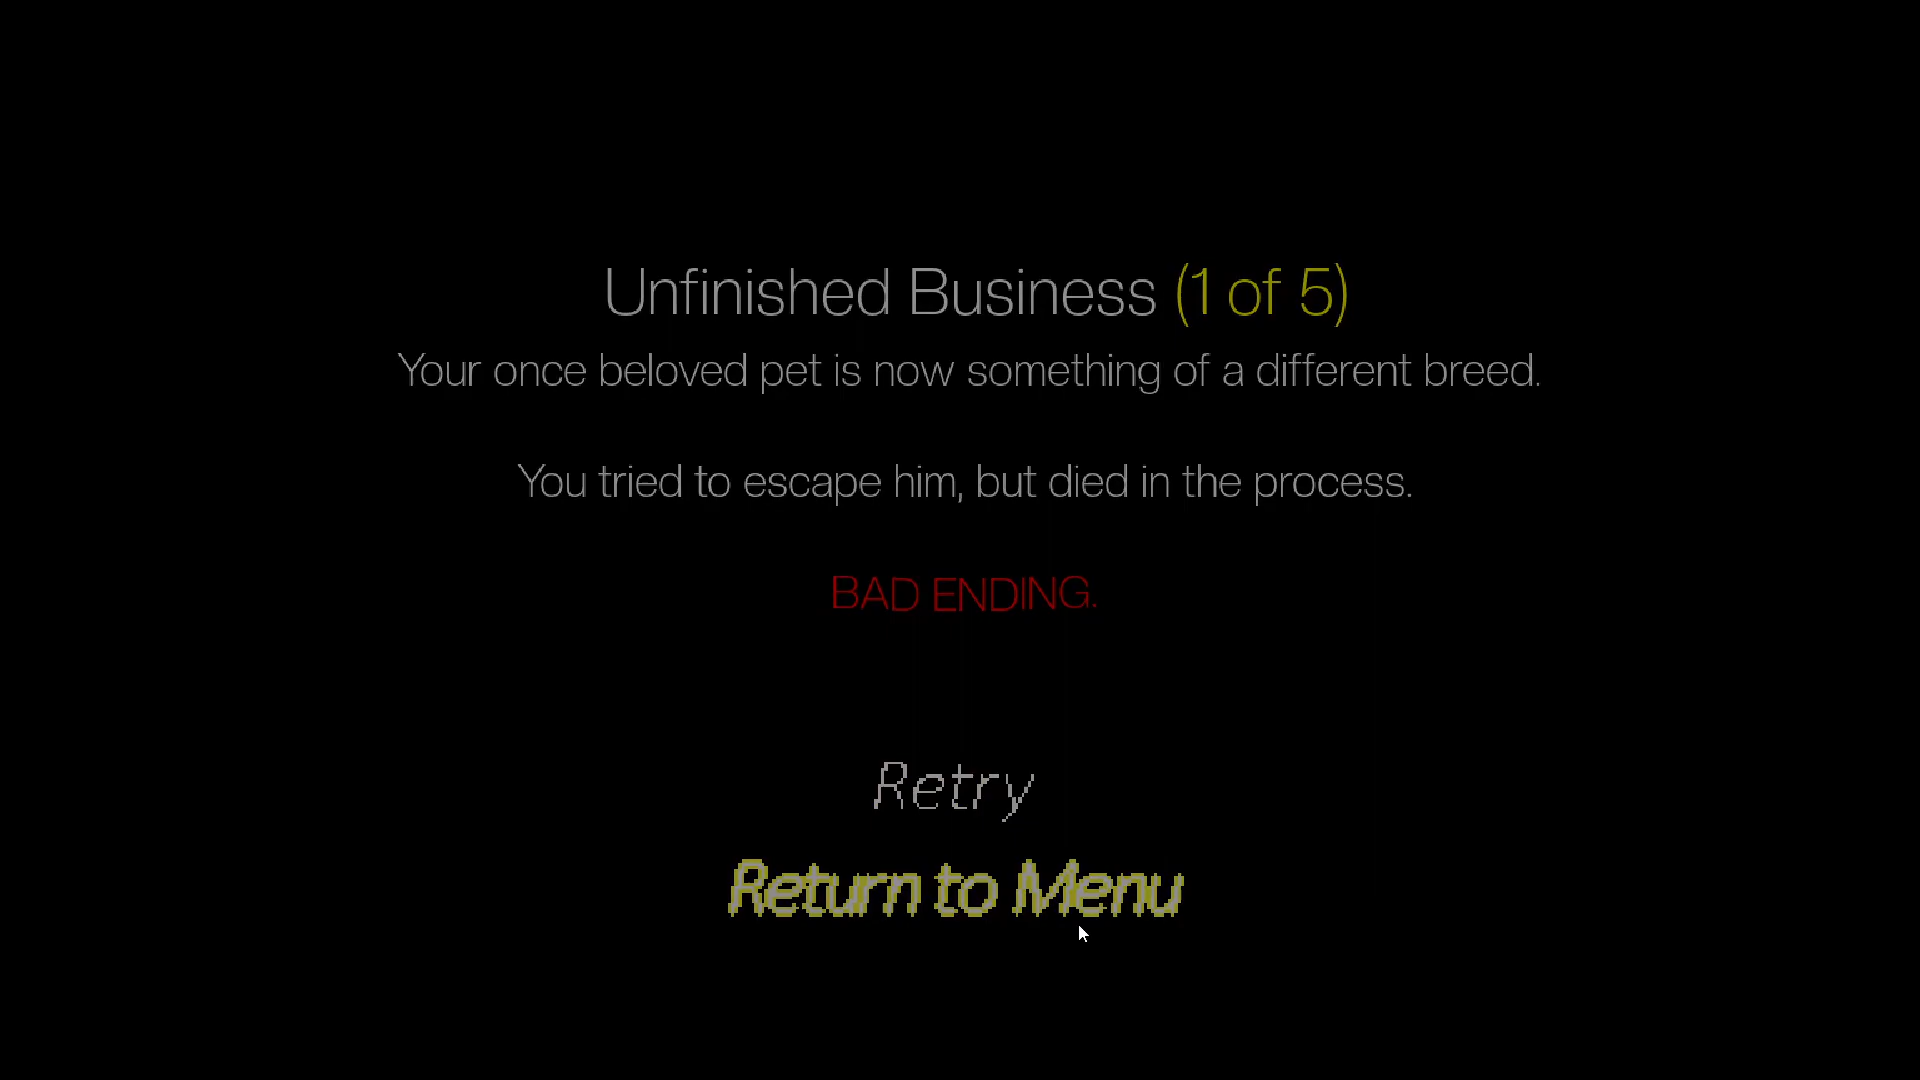 Unfinished Business (1 of 5)
Your once beloved pet is now something of a different breed.
You tried to escape him, but died in the process.
BAD ENDING.
Retry
Return to Menu